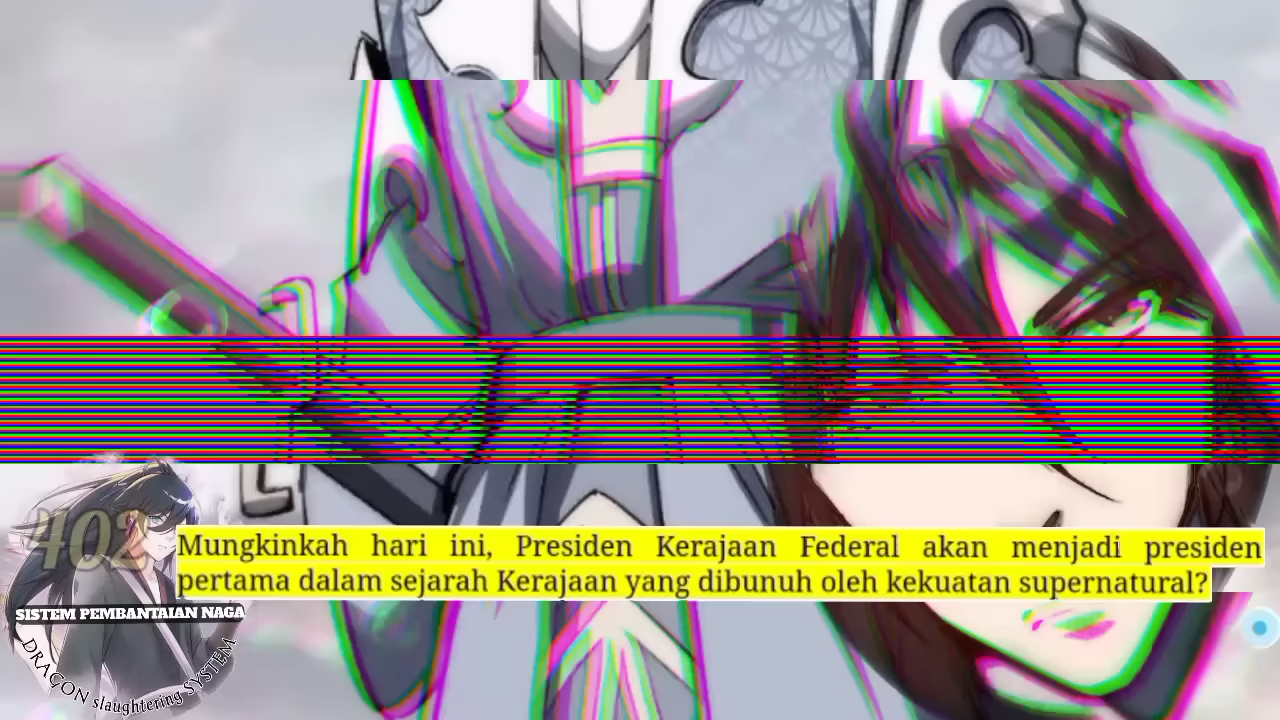 402
Mungkinkah hari ini, Presiden Kerajaan Federal akan menjadi presiden
pertama dalam sejarah Kerajaan yang dibunuh oleh kekuatan supernatural?
SISTEM PEMBANTAIAN NAGA
DRAGON slaughtering SYSTEM